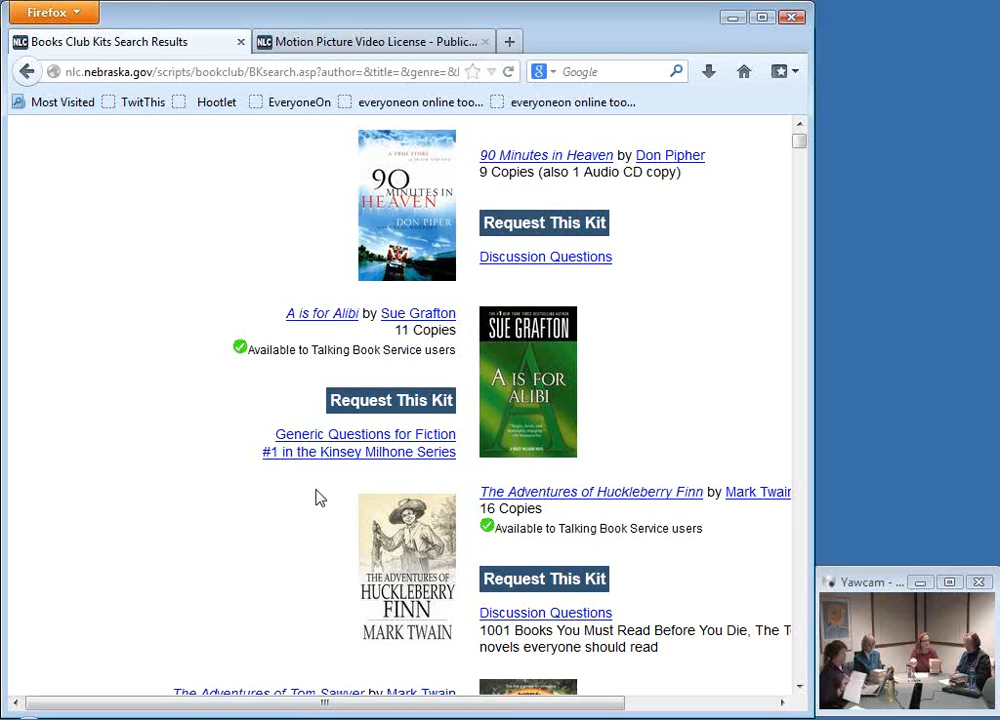 Firefox
NLC Books Club Kits Search Results
NLC Motion Picture Video License - Public...
nlc.nebraska.gov/scripts/bookclub/BKsearch.asp?author=&title=&genre=&l
Google
Most Visited
TwitThis
Hootlet
EveryoneOn
everyoneon online too...
everyoneon online too...
A TRUE STORY
90
MINUTES IN
HEAVEN
DON PIPER
90 Minutes in Heaven by Don Pipher
9 Copies (also 1 Audio CD copy)
Request This Kit
Discussion Questions
A is for Alibi by Sue Grafton
11 Copies
Available to Talking Book Service users
Request This Kit
Generic Questions for Fiction
#1 in the Kinsey Milhone Series
SUE GRAFTON
A IS FOR
ALIBI
THE ADVENTURES OF
HUCKLEBERRY
FINN
MARK TWAIN
The Adventures of Huckleberry Finn by Mark Twain
16 Copies
Available to Talking Book Service users
Request This Kit
Discussion Questions
1001 Books You Must Read Before You Die, The T
novels everyone should read
The Adventures of Tom Sawyer by Mark Twain
Yawcam - ...